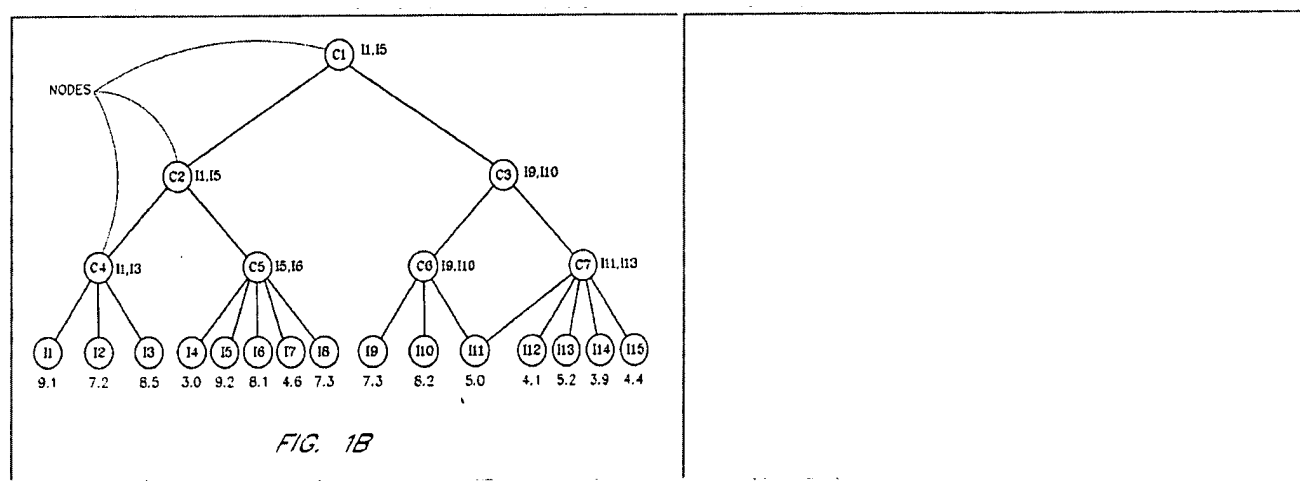 C1 I1,I5
NODES
C2 I1,I5
C3 I9,I10
C4 I1,I3
C5 I5,I6
C6 I9,I10
C7 I11,I13
I1 I2 I3 I4 I5 I6 I7 I8 I9 I10 I11 I12 I13 I14 I15
9.1 7.2 8.5 3.0 9.2 8.1 4.6 7.3 7.3 8.2 5.0 4.1 5.2 3.9 4.4
FIG. 1B